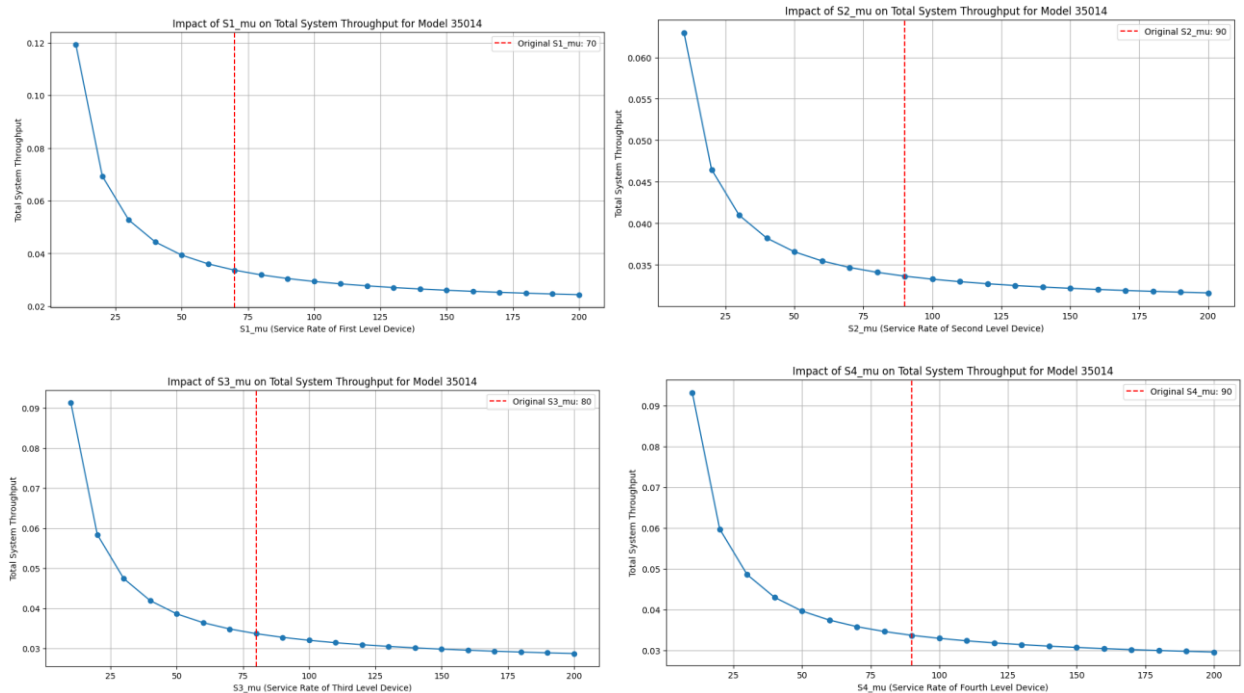 Impact of S1_mu on Total System Throughput for Model 35014
Original S1_mu: 70
0.12
0.10
0.08
0.06
0.04
0.02
Total System Throughput
25 50 75 100 125 150 175 200
S1_mu (Service Rate of First Level Device)
Impact of S2_mu on Total System Throughput for Model 35014
Original S2_mu: 90
0.060
0.055
0.050
0.045
0.040
0.035
Total System Throughput
25 50 75 100 125 150 175 200
S2_mu (Service Rate of Second Level Device)
Impact of S3_mu on Total System Throughput for Model 35014
Original S3_mu: 80
0.09
0.08
0.07
0.06
0.05
0.04
0.03
Total System Throughput
25 50 75 100 125 150 175 200
S3_mu (Service Rate of Third Level Device)
Impact of S4_mu on Total System Throughput for Model 35014
Original S4_mu: 90
0.09
0.08
0.07
0.06
0.05
0.04
0.03
Total System Throughput
25 50 75 100 125 150 175 200
S4_mu (Service Rate of Fourth Level Device)